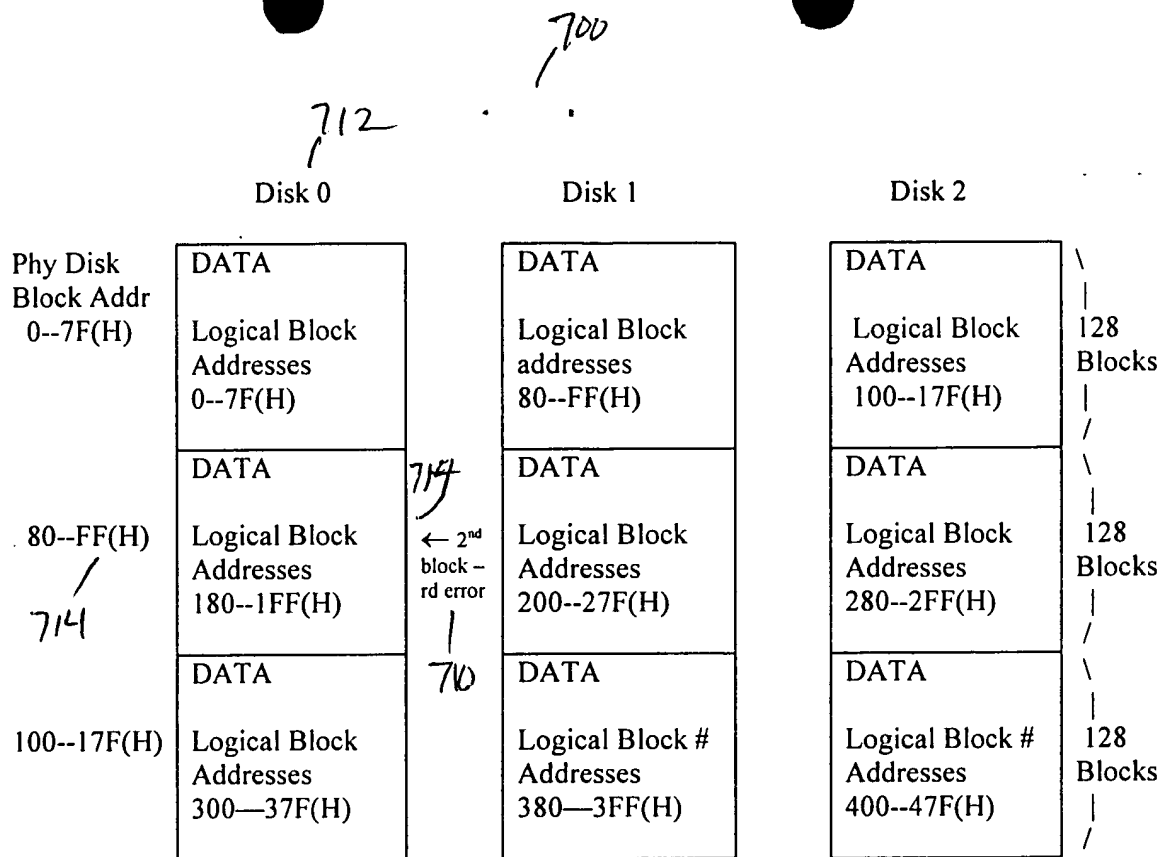 700
712
Disk 0 Disk 1 Disk 2
Phy Disk
Block Addr
0--7F(H)
DATA
Logical Block
Addresses
0--7F(H)
DATA
Logical Block
addresses
80--FF(H)
DATA
Logical Block
Addresses
100--17F(H)
128
Blocks
80--FF(H)
714
DATA
Logical Block
Addresses
180--1FF(H)
714
← 2nd
block –
rd error
710
DATA
Logical Block
Addresses
200--27F(H)
DATA
Logical Block
Addresses
280--2FF(H)
128
Blocks
100--17F(H)
DATA
Logical Block
Addresses
300—37F(H)
DATA
Logical Block #
Addresses
380—3FF(H)
DATA
Logical Block #
Addresses
400--47F(H)
128
Blocks